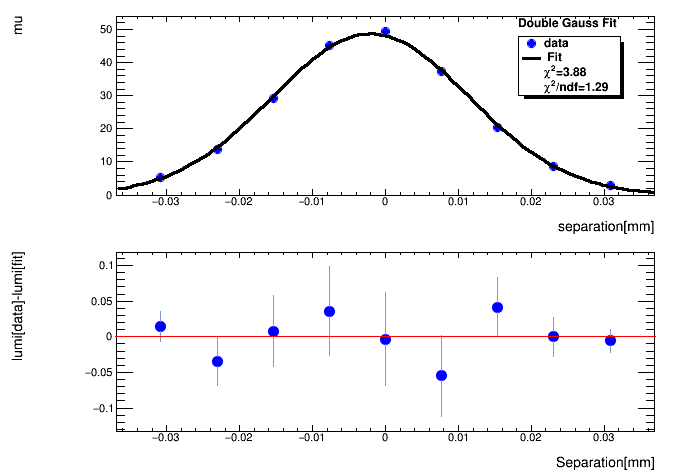 mu
Double Gauss Fit
data
Fit
χ²=3.88
χ²/ndf=1.29
50
40
30
20
10
0
−0.03 −0.02 −0.01 0 0.01 0.02 0.03
separation[mm]
lumi[data]-lumi[fit]
0.1
0.05
0
−0.05
−0.1
−0.03 −0.02 −0.01 0 0.01 0.02 0.03
Separation[mm]